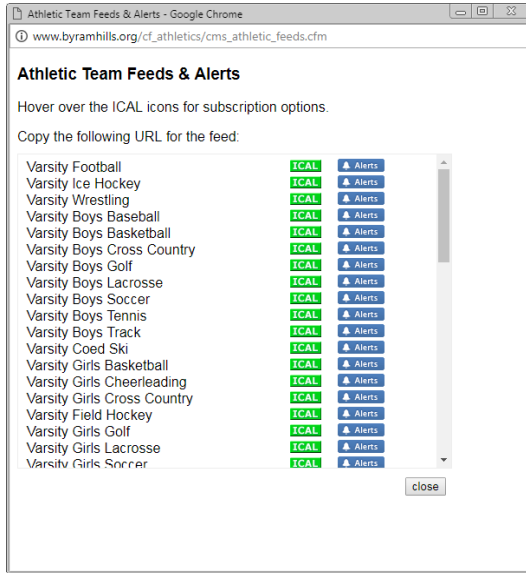 Athletic Team Feeds & Alerts - Google Chrome
www.byramhills.org/cf_athletics/cms_athletic_feeds.cfm
Athletic Team Feeds & Alerts
Hover over the ICAL icons for subscription options.
Copy the following URL for the feed:
Varsity Football ICAL Alerts
Varsity Ice Hockey ICAL Alerts
Varsity Wrestling ICAL Alerts
Varsity Boys Baseball ICAL Alerts
Varsity Boys Basketball ICAL Alerts
Varsity Boys Cross Country ICAL Alerts
Varsity Boys Golf ICAL Alerts
Varsity Boys Lacrosse ICAL Alerts
Varsity Boys Soccer ICAL Alerts
Varsity Boys Tennis ICAL Alerts
Varsity Boys Track ICAL Alerts
Varsity Coed Ski ICAL Alerts
Varsity Girls Basketball ICAL Alerts
Varsity Girls Cheerleading ICAL Alerts
Varsity Girls Cross Country ICAL Alerts
Varsity Field Hockey ICAL Alerts
Varsity Girls Golf ICAL Alerts
Varsity Girls Lacrosse ICAL Alerts
Varsity Girls Soccer ICAL Alerts
close